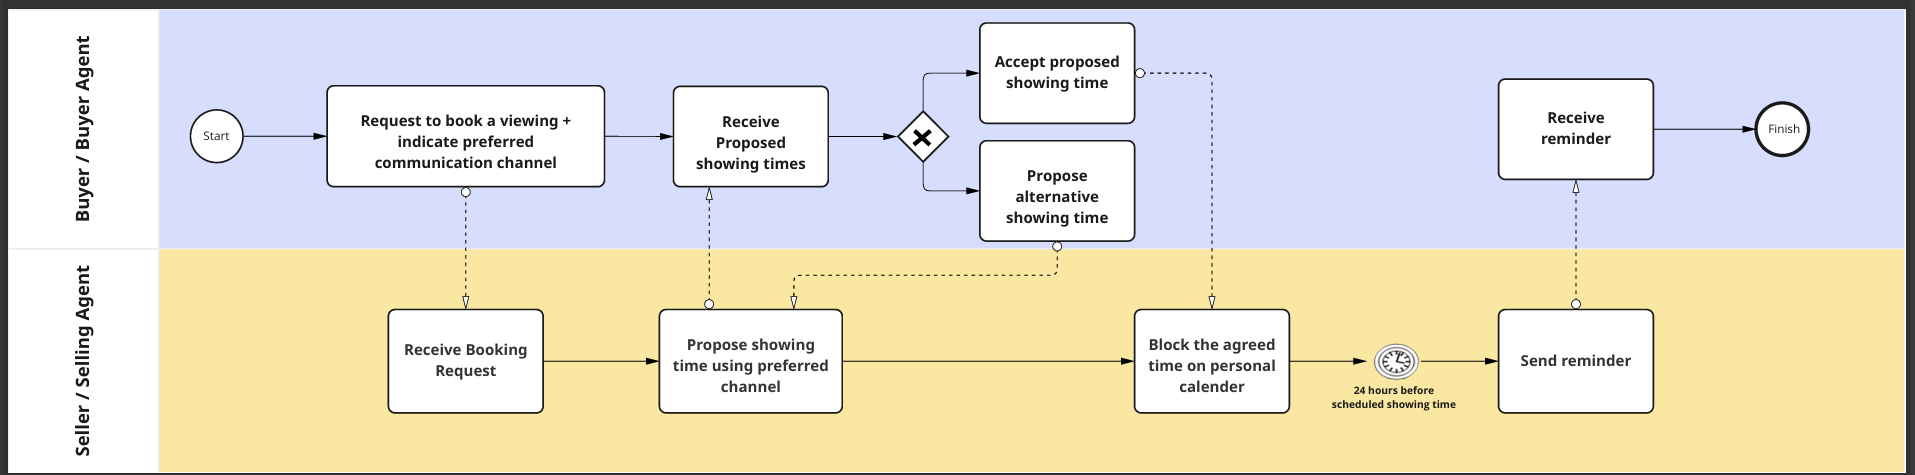 Buyer / Buyer Agent
Start
Request to book a viewing +
indicate preferred
communication channel
Receive
Proposed
showing times
Accept proposed
showing time
Propose
alternative
showing time
Receive
reminder
Finish
Seller / Selling Agent
Receive Booking
Request
Propose showing
time using preferred
channel
Block the agreed
time on personal
calender
24 hours before
scheduled showing time
Send reminder